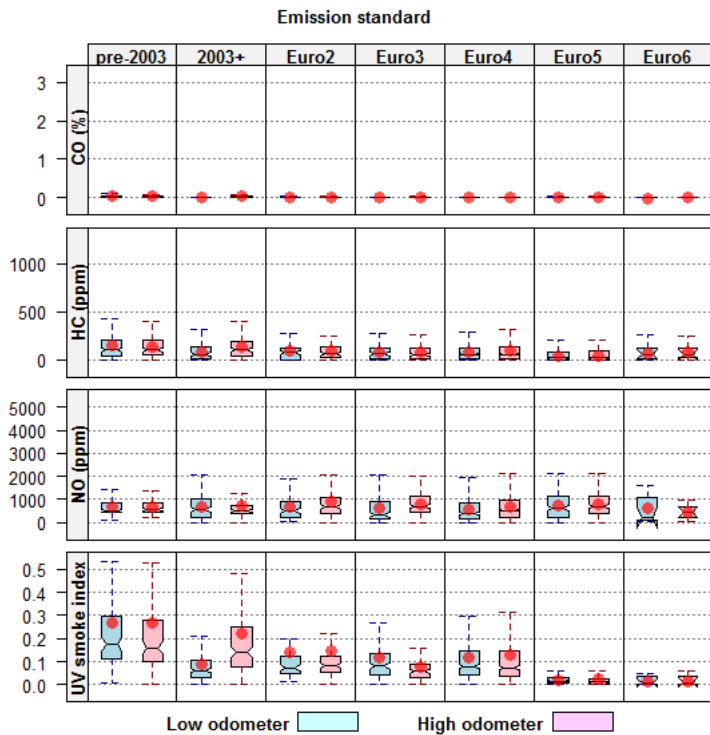 Emission standard
pre-2003 2003+ Euro2 Euro3 Euro4 Euro5 Euro6
CO (%)
3
2
1
0
HC (ppm)
1000
500
0
NO (ppm)
5000
4000
3000
2000
1000
0
UV smoke index
0.5
0.4
0.3
0.2
0.1
0.0
Low odometer High odometer